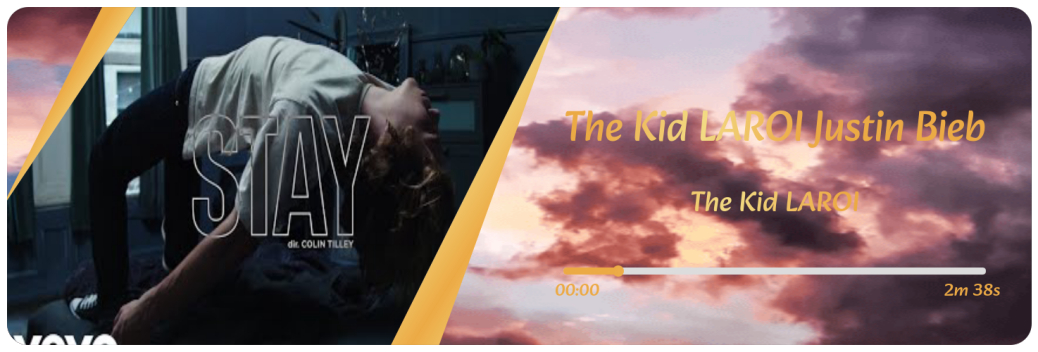 STAY
dir. COLIN TILLEY
vevo
The Kid LAROI Justin Bieb
The Kid LAROI
00:00
2m 38s